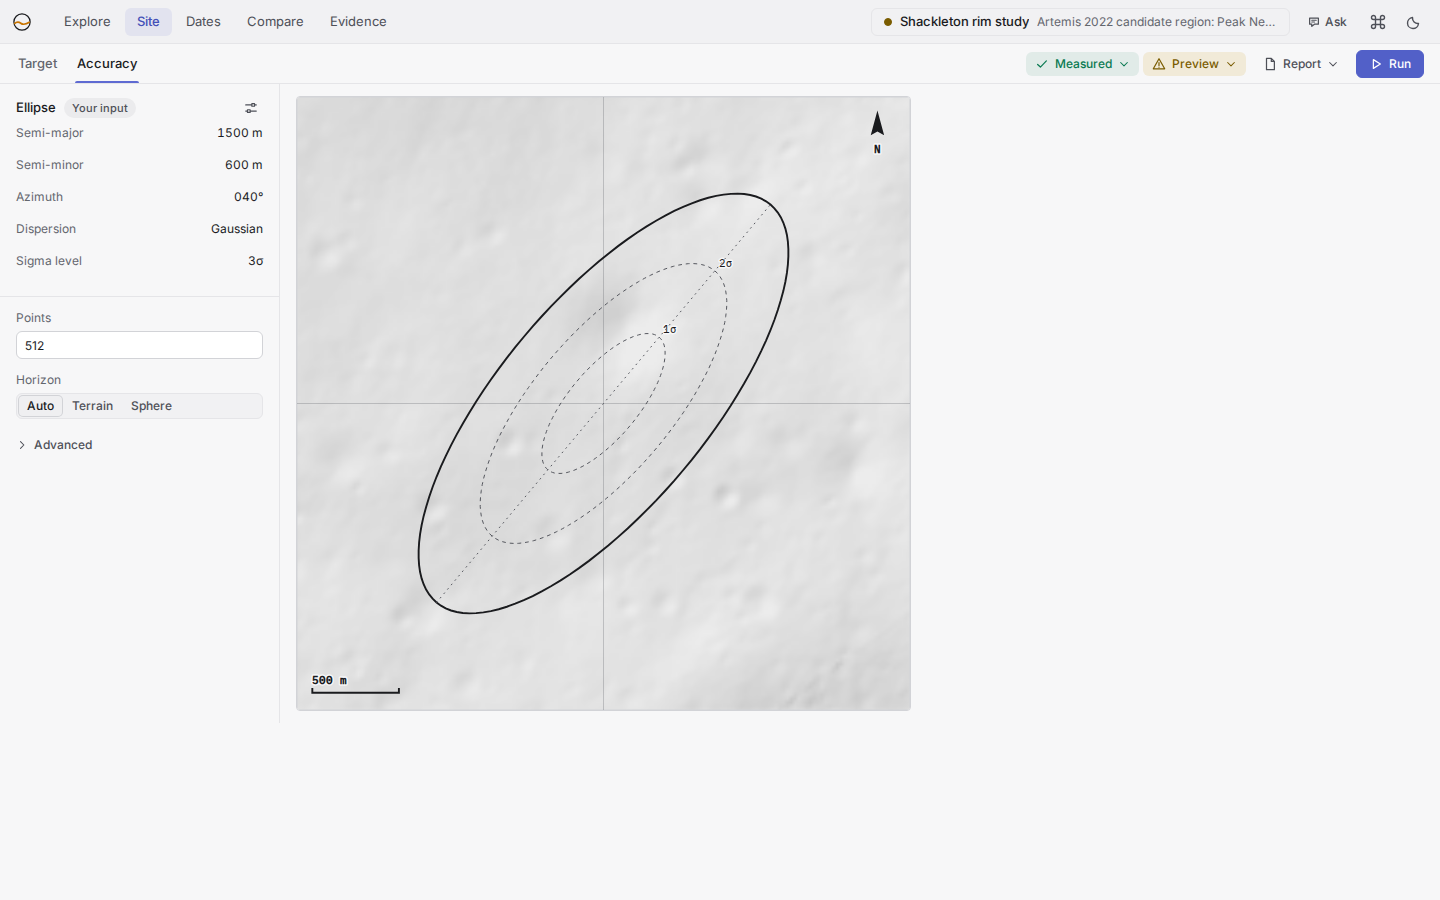 Explore Site Dates Compare Evidence Shackleton rim study Artemis 2022 candidate region: Peak Ne... Ask
Target Accuracy Measured Preview Report Run
Ellipse Your input
Semi-major 1500 m
Semi-minor 600 m
Azimuth 040°
Dispersion Gaussian
Sigma level 3σ
Points
512
Horizon
Auto Terrain Sphere
Advanced
N
2σ
1σ
500 m